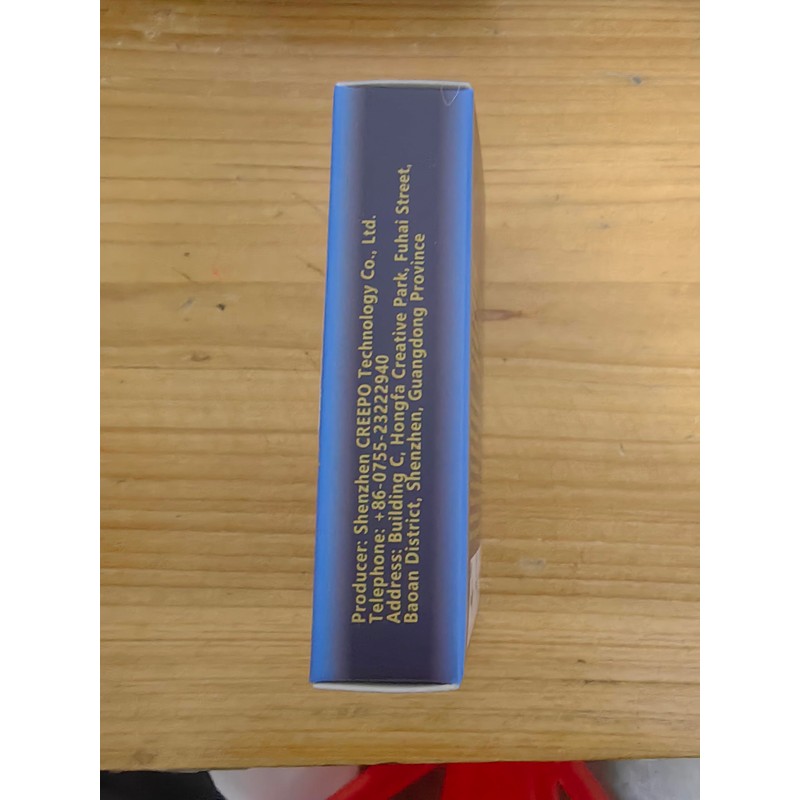 Producer: Shenzhen CREEPO Technology Co., Ltd.
Telephone: +86-0755-23222940
Address: Building C, Hongfa Creative Park, Fuhai Street,
Baoan District, Shenzhen, Guangdong Province